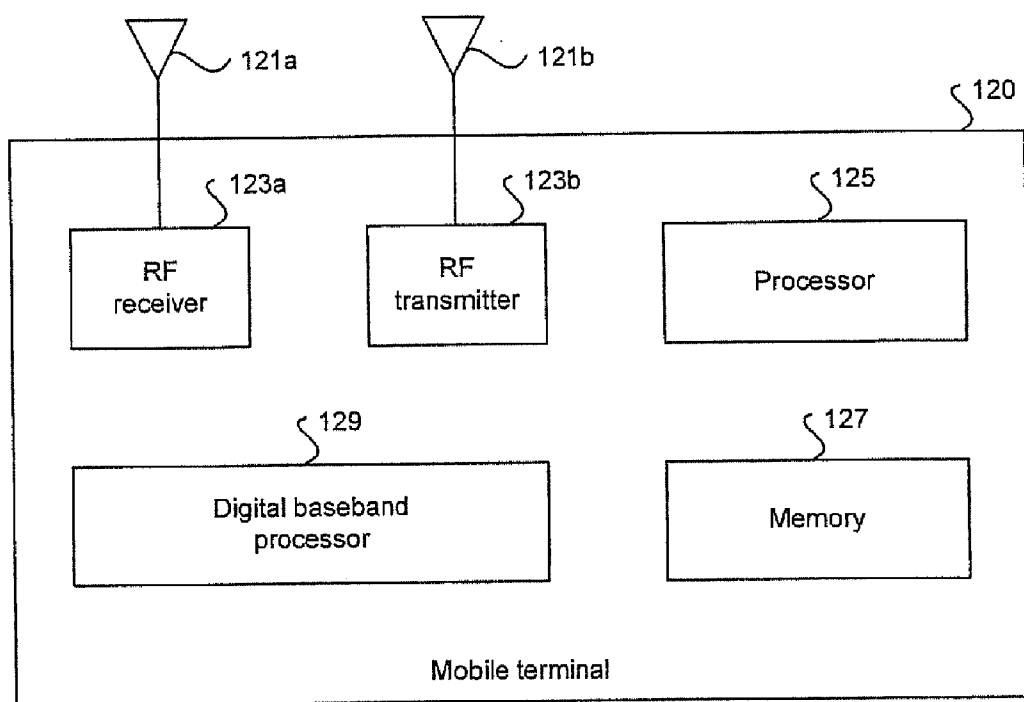 121a
121b
120
123a
123b
125
RF
receiver
RF
transmitter
Processor
129
127
Digital baseband
processor
Memory
Mobile terminal